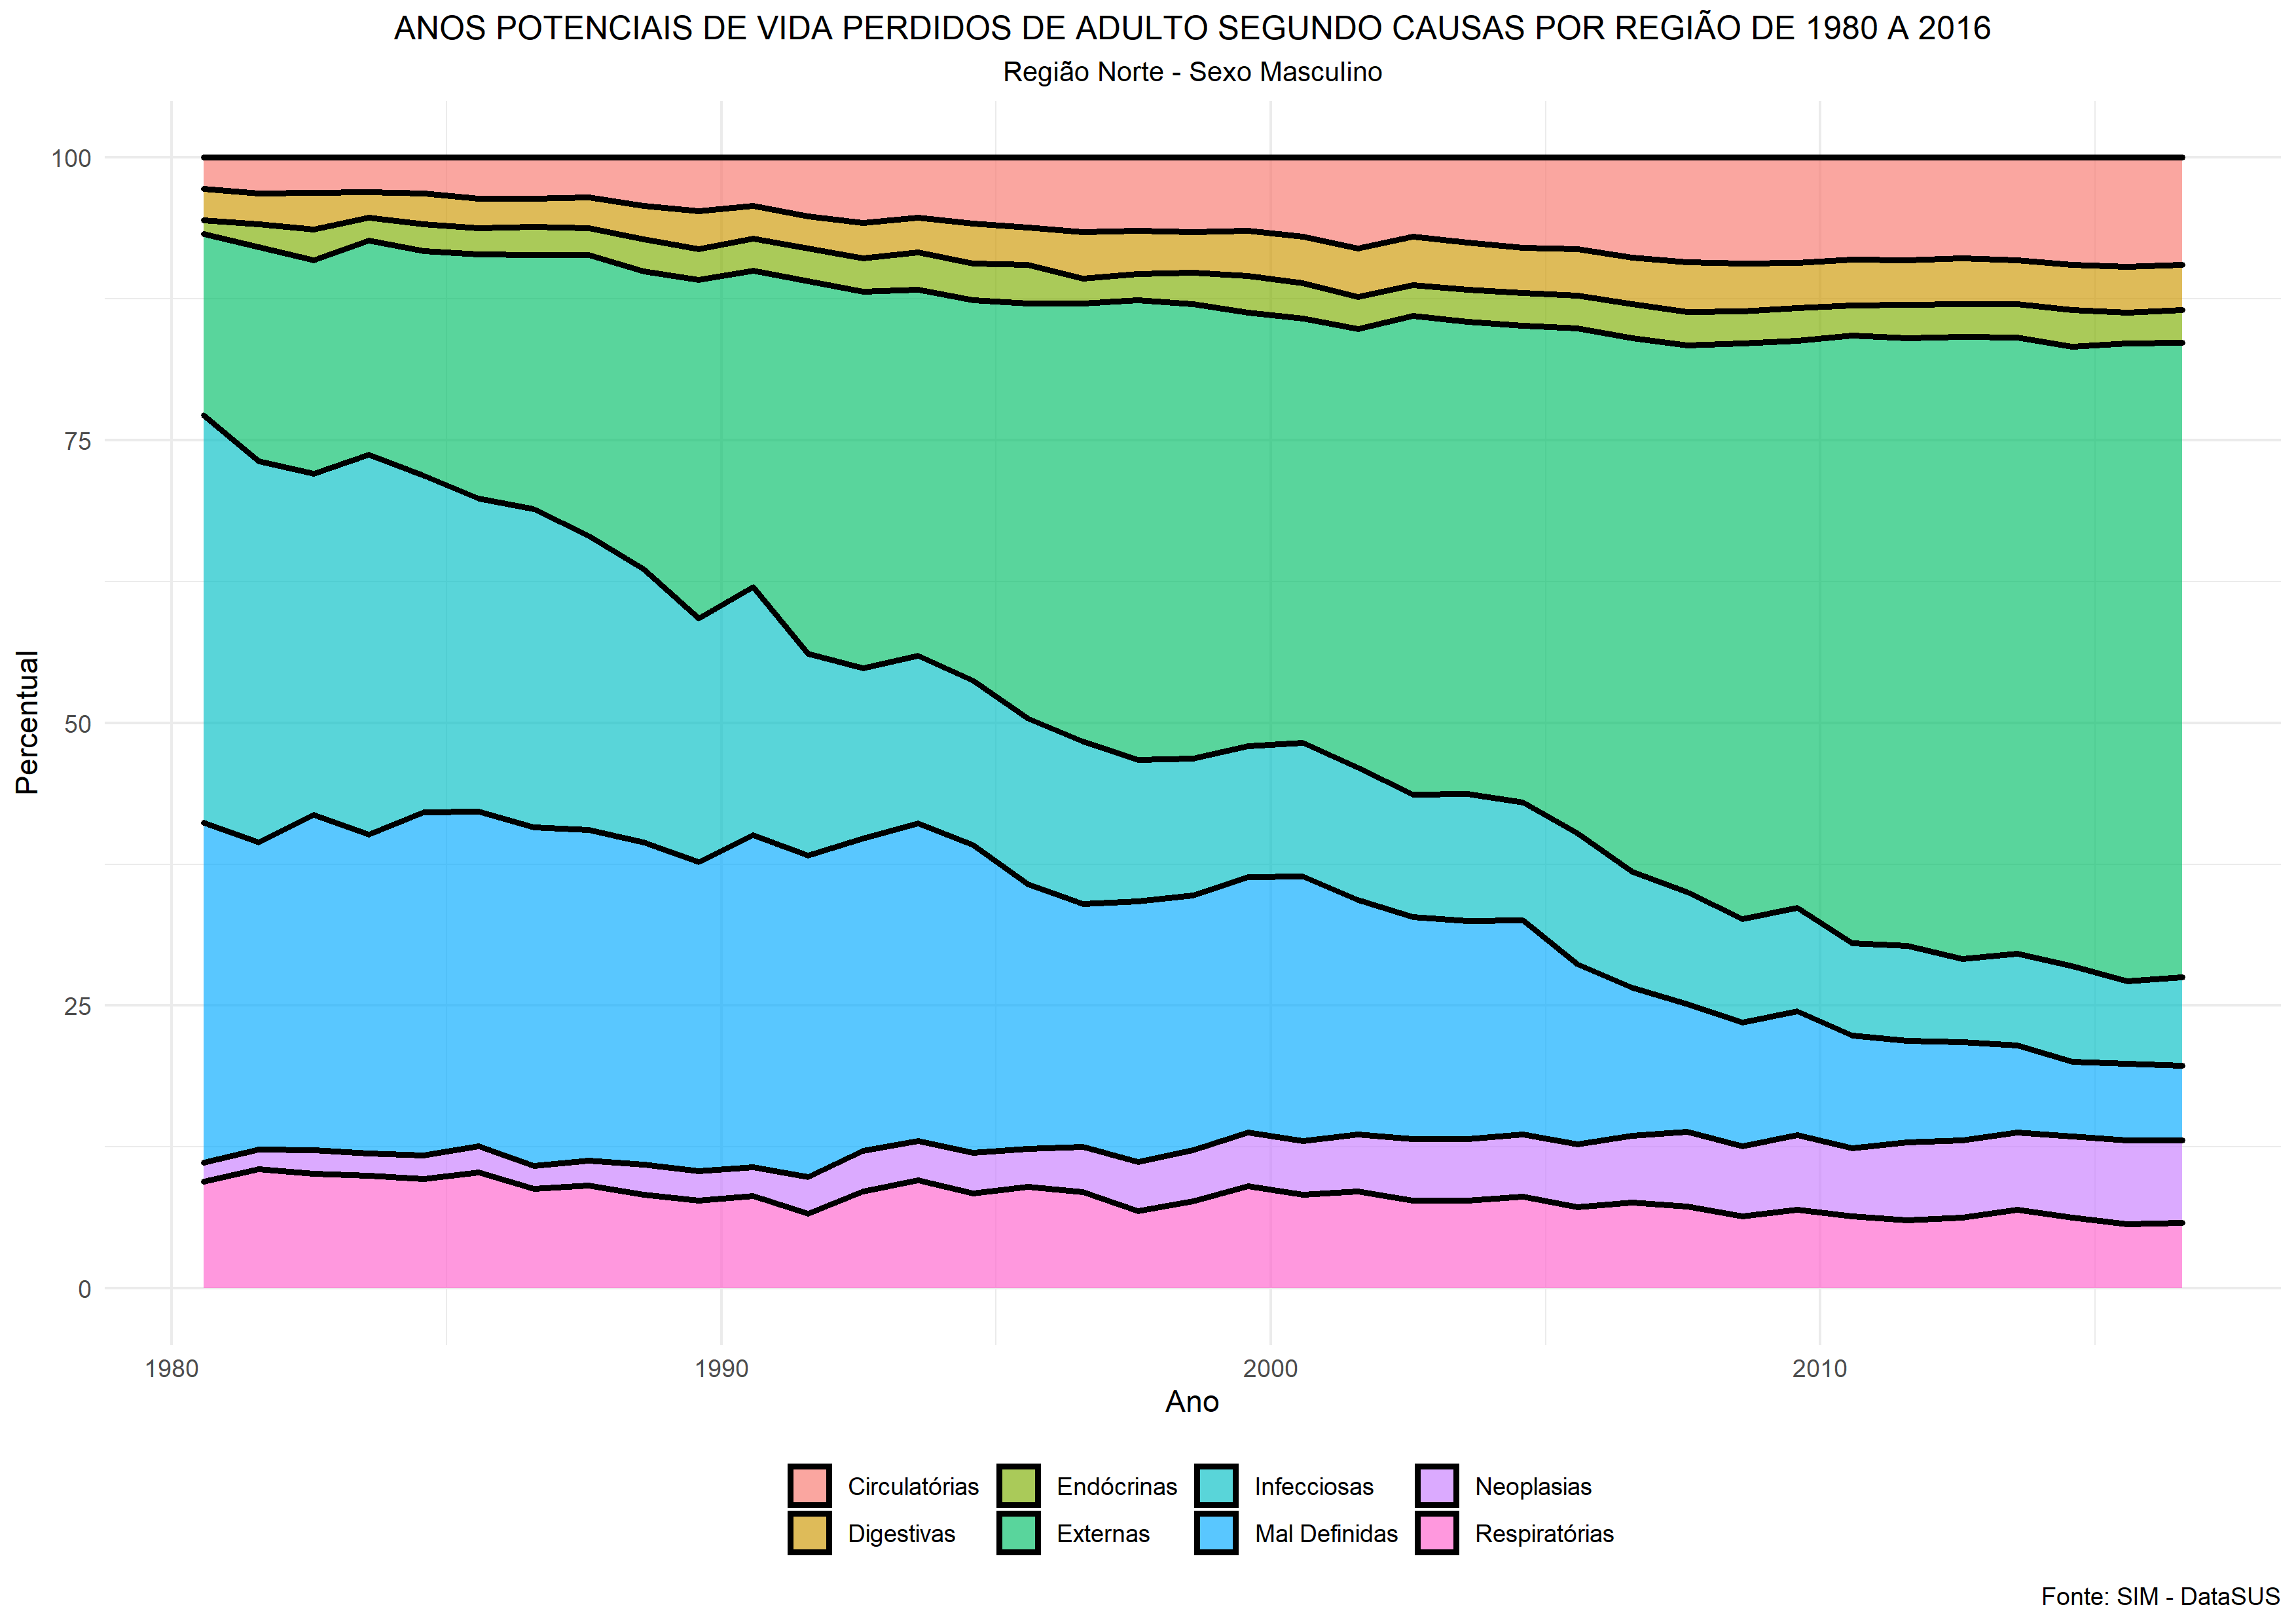 ANOS POTENCIAIS DE VIDA PERDIDOS DE ADULTO SEGUNDO CAUSAS POR REGIÃO DE 1980 A 2016
Região Norte - Sexo Masculino
100
75
50
25
0
Percentual
1980 1990 2000 2010
Ano
Circulatórias Endócrinas Infecciosas Neoplasias
Digestivas Externas Mal Definidas Respiratórias
Fonte: SIM - DataSUS